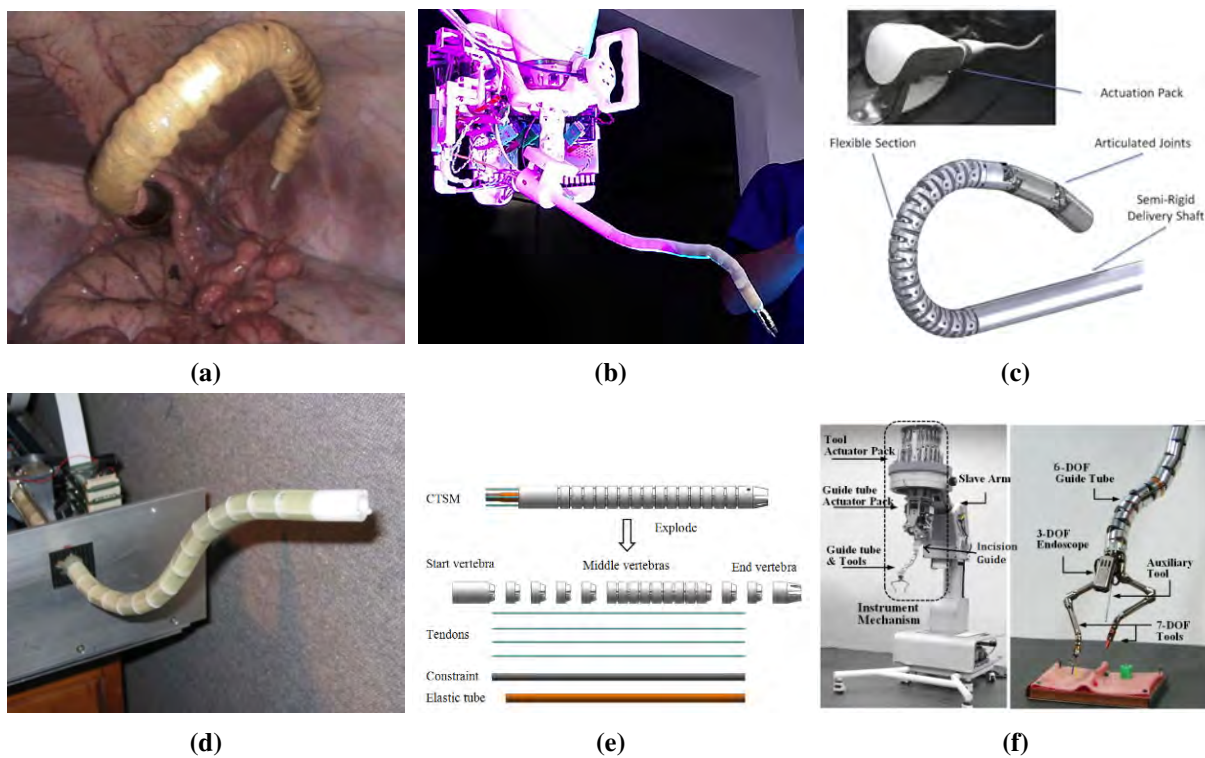 Actuation Pack
Flexible Section
Articulated Joints
Semi-Rigid
Delivery Shaft
(a)
(b)
(c)
CTSM
Explode
Start vertebra
Middle vertebras
End vertebra
Tendons
Constraint
Elastic tube
Tool
Actuator Pack
Guide tube
Actuator Pack
Slave Arm
Guide tube
& Tools
Incision
Guide
Instrument
Mechanism
6-DOF
Guide Tube
3-DOF
Endoscope
Auxiliary
Tool
7-DOF
Tools
(d)
(e)
(f)